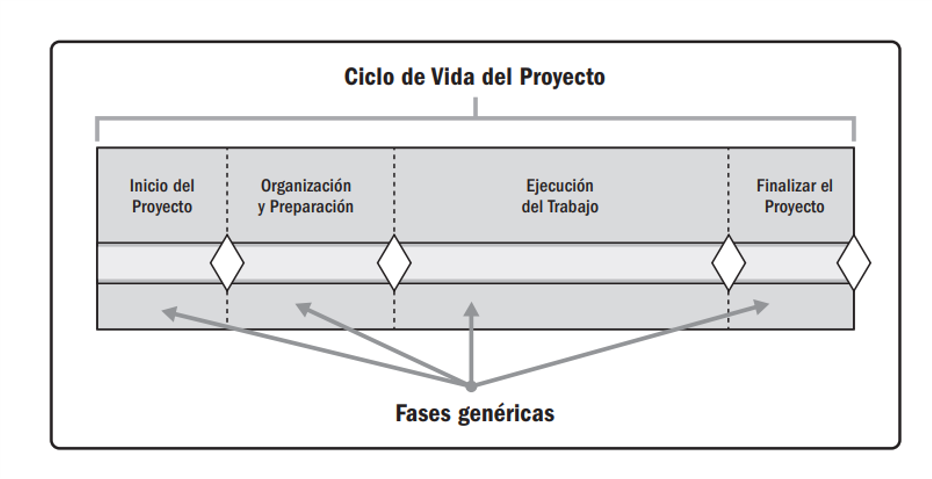 Ciclo de Vida del Proyecto
Inicio del
Proyecto
Organización
y Preparación
Ejecución
del Trabajo
Finalizar el
Proyecto
Fases genéricas